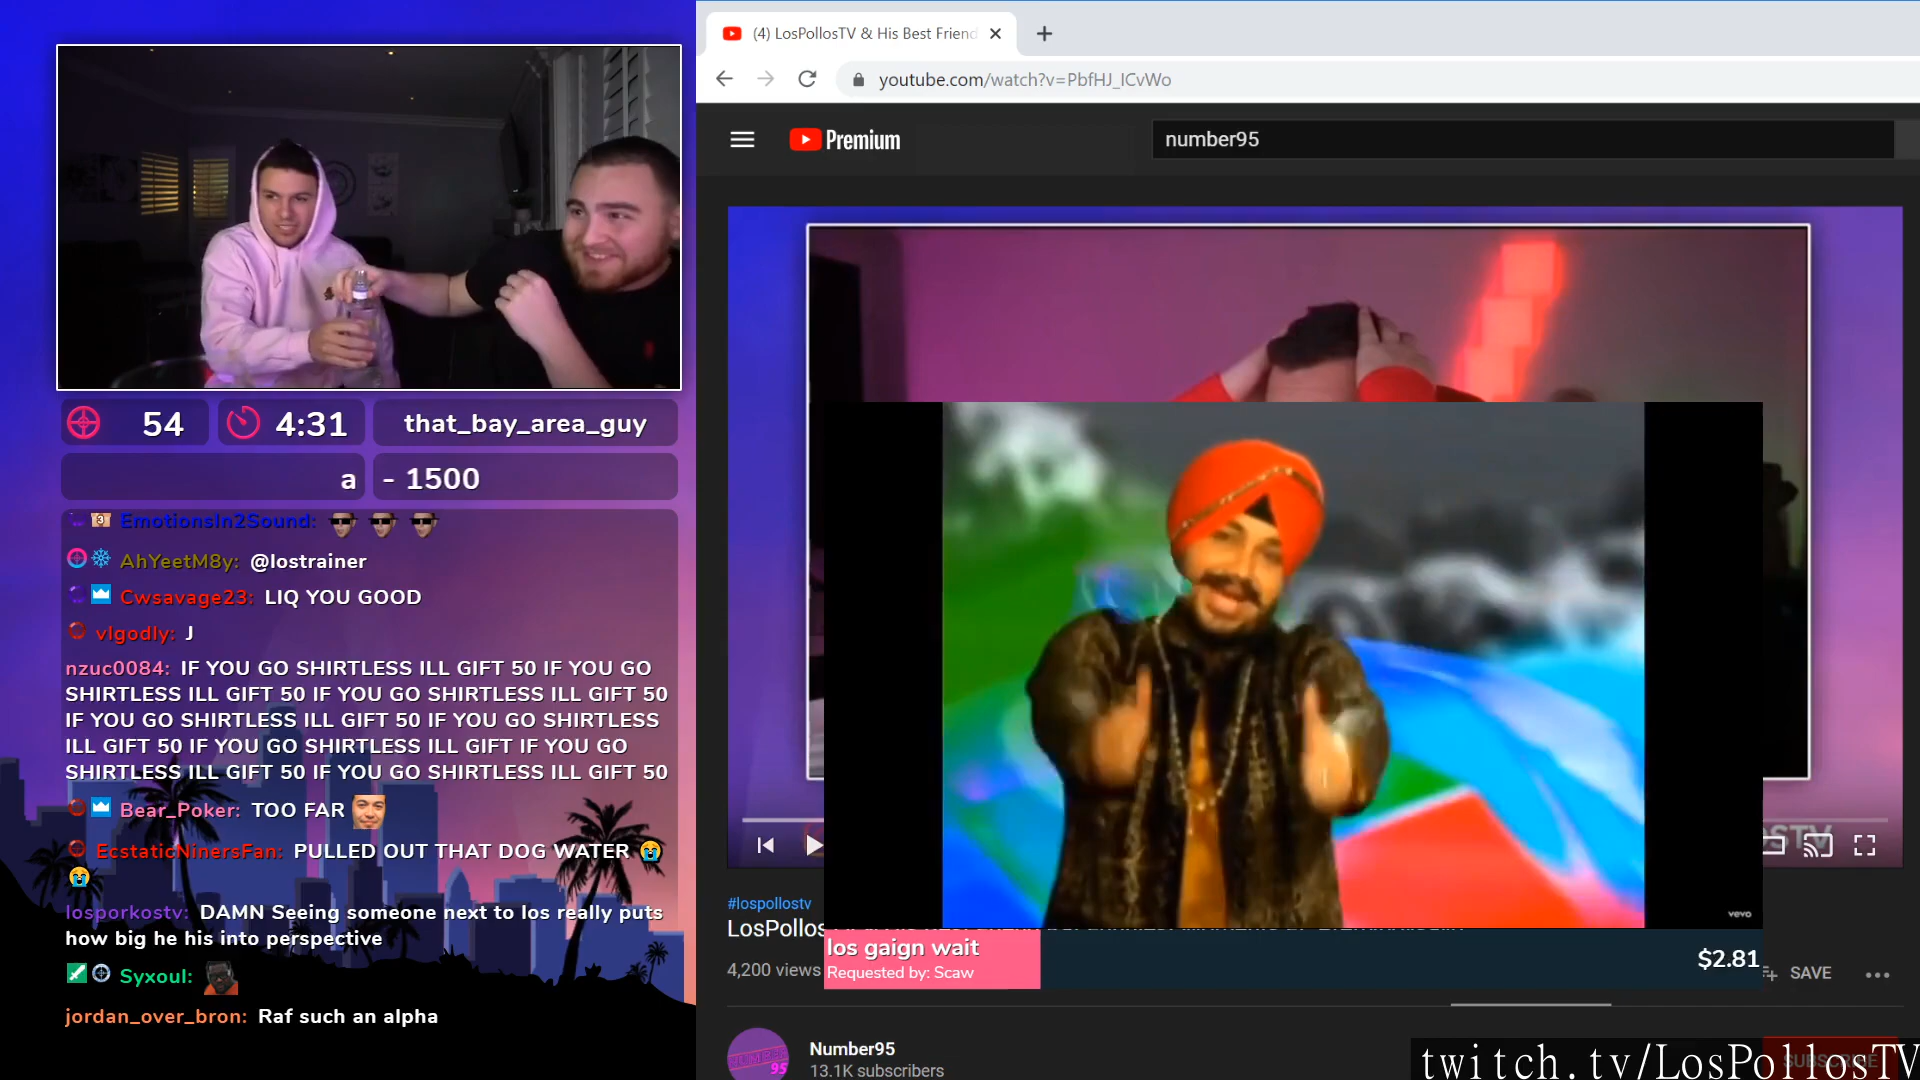 (4) LosPollosTV & His Best Friend
youtube.com/watch?v=PbfHJ_ICvWo
Premium
number95
54
4:31
that_bay_area_guy
a
- 1500
EmotionsIn2Sound:
AhYeetM8y: @lostrainer
Cwsavage23: LIQ YOU GOOD
vlgodly: J
nzuc0084: IF YOU GO SHIRTLESS ILL GIFT 50 IF YOU GO
SHIRTLESS ILL GIFT 50 IF YOU GO SHIRTLESS ILL GIFT 50
IF YOU GO SHIRTLESS ILL GIFT 50 IF YOU GO SHIRTLESS
ILL GIFT 50 IF YOU GO SHIRTLESS ILL GIFT IF YOU GO
SHIRTLESS ILL GIFT 50 IF YOU GO SHIRTLESS ILL GIFT 50
Bear_Poker: TOO FAR
EcstaticNinersFan: PULLED OUT THAT DOG WATER 😭
😭
losporkostv: DAMN Seeing someone next to los really puts
how big he his into perspective
Syxoul:
jordan_over_bron: Raf such an alpha
vevo
#lospollostv
LosPollos
4,200 views
los gaign wait
Requested by: Scaw
$2.81
SAVE
Number95
13.1K subscribers
SUBSCRIBE
twitch.tv/LosPollosTV